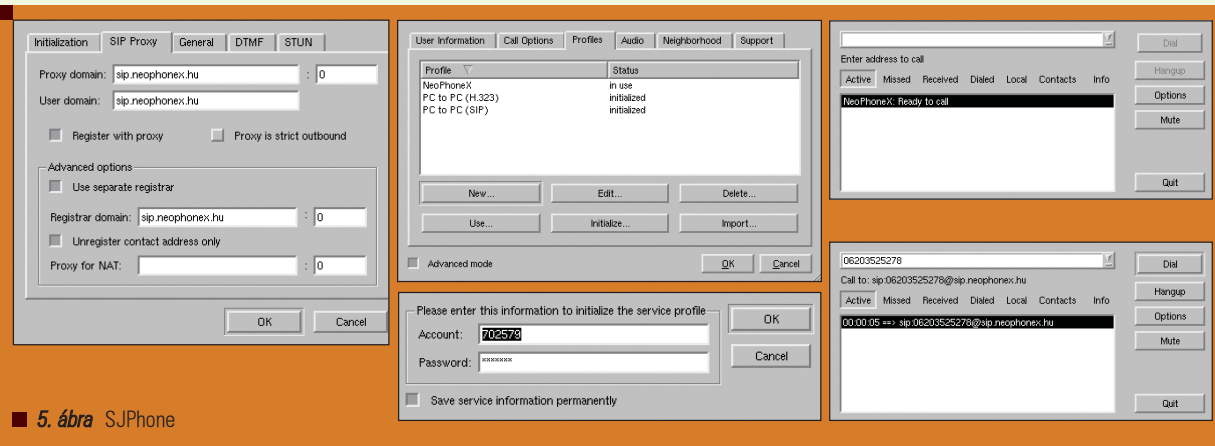 Initialization SIP Proxy General DTMF STUN
Proxy domain: sip.neophonex.hu : 0
User domain: sip.neophonex.hu
Register with proxy Proxy is strict outbound
Advanced options
Use separate registrar
Registrar domain: sip.neophonex.hu : 0
Unregister contact address only
Proxy for NAT: : 0
OK Cancel
User Information Call Options Profiles Audio Neighborhood Support
Profile Status
NeoPhoneX in use
PC to PC (H.323) initialized
PC to PC (SIP) initialized
New... Edit... Delete...
Use... Initialize... Import...
Advanced mode OK Cancel
Please enter this information to initialize the service profile
Account: 702579
Password: xxxxxxx
OK
Cancel
Save service information permanently
Dial
Enter address to call
Hangup
Active Missed Received Dialed Local Contacts Info
Options
NeoPhoneX: Ready to call
Mute
Quit
06203525278 Dial
Call to: sip:06203525278@sip.neophonex.hu
Hangup
Active Missed Received Dialed Local Contacts Info
Options
00:00:05 ==> sip:06203525278@sip.neophonex.hu
Mute
Quit
5. ábra SJPhone